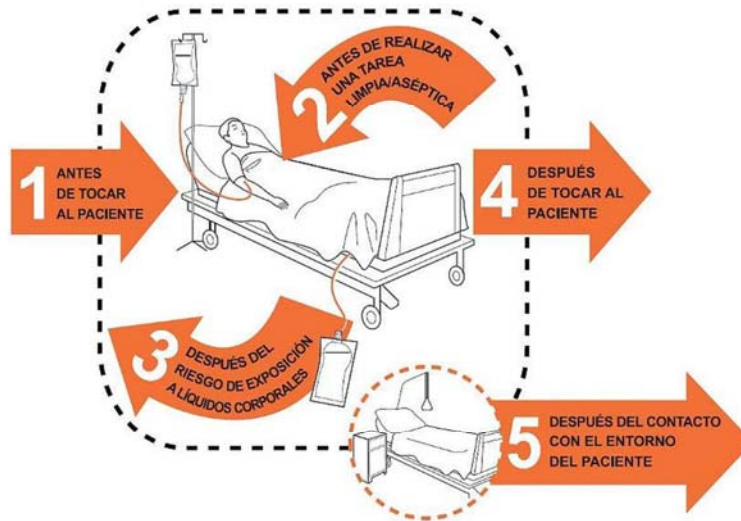 1 ANTES
DE TOCAR
AL PACIENTE
2 ANTES DE REALIZAR
UNA TAREA
LIMPIA/ASÉPTICA
3 DESPUÉS DEL
RIESGO DE EXPOSICIÓN
A LÍQUIDOS CORPORALES
4 DESPUÉS
DE TOCAR AL
PACIENTE
5 DESPUÉS DEL CONTACTO
CON EL ENTORNO
DEL PACIENTE